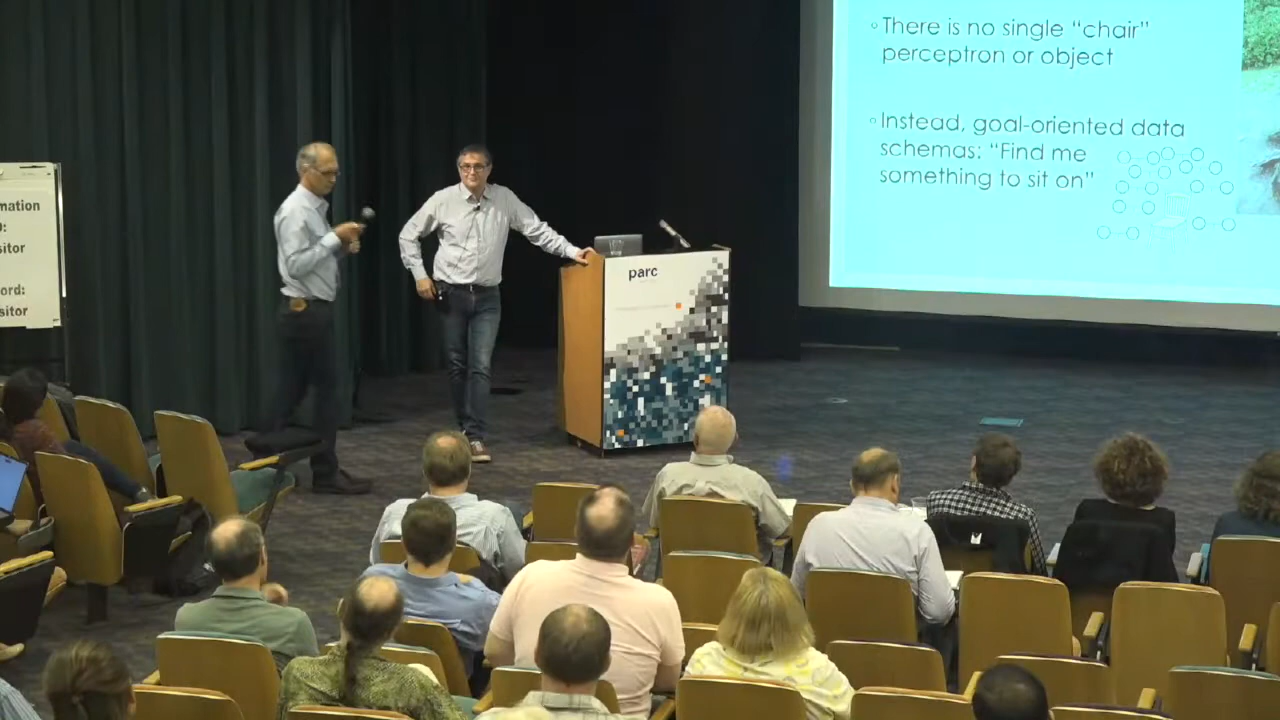 There is no single “chair”
perceptron or object
Instead, goal-oriented data
schemas: “Find me
something to sit on”
parc
mation
sitor
ord:
sitor